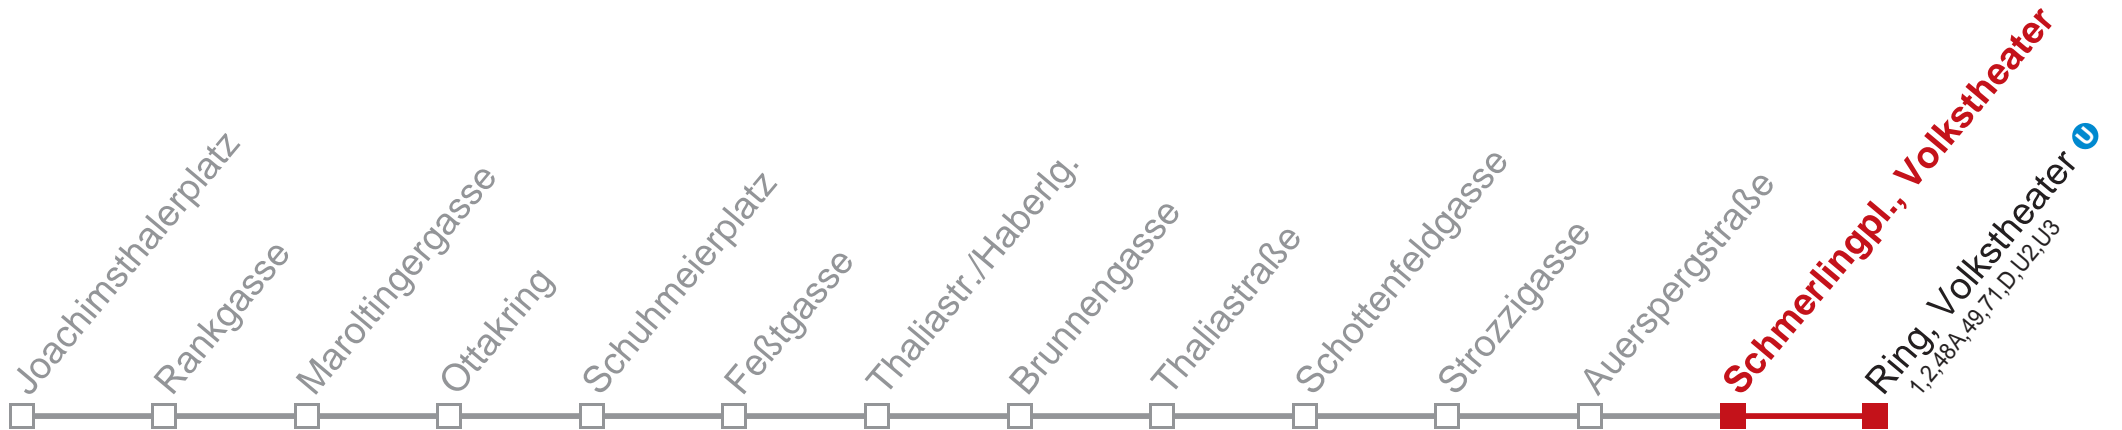 Joachimsthalerplatz
Rankgasse
Maroltingergasse
Ottakring
Schuhmeierplatz
Feßtgasse
Thaliastr./Haberlg.
Brunnengasse
Thaliastraße
Schottenfeldgasse
Strozzigasse
Auerspergstraße
Schmerlingpl., Volkstheater
Ring, Volkstheater U
1,2,48A,49,71,D,U2,U3